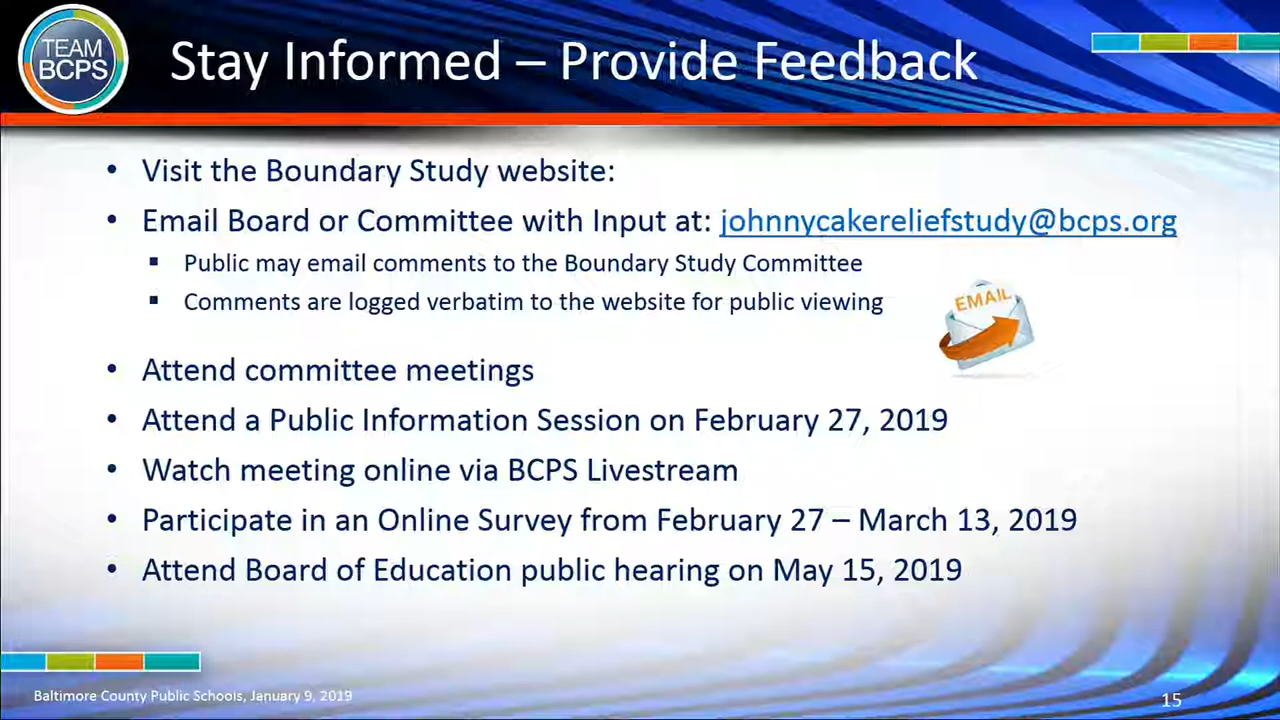 TEAM
BCPS
Stay Informed – Provide Feedback
• Visit the Boundary Study website:
• Email Board or Committee with Input at: johnnycakereliefstudy@bcps.org
▪ Public may email comments to the Boundary Study Committee
▪ Comments are logged verbatim to the website for public viewing
EMAIL
• Attend committee meetings
• Attend a Public Information Session on February 27, 2019
• Watch meeting online via BCPS Livestream
• Participate in an Online Survey from February 27 – March 13, 2019
• Attend Board of Education public hearing on May 15, 2019
Baltimore County Public Schools, January 9, 2019
15